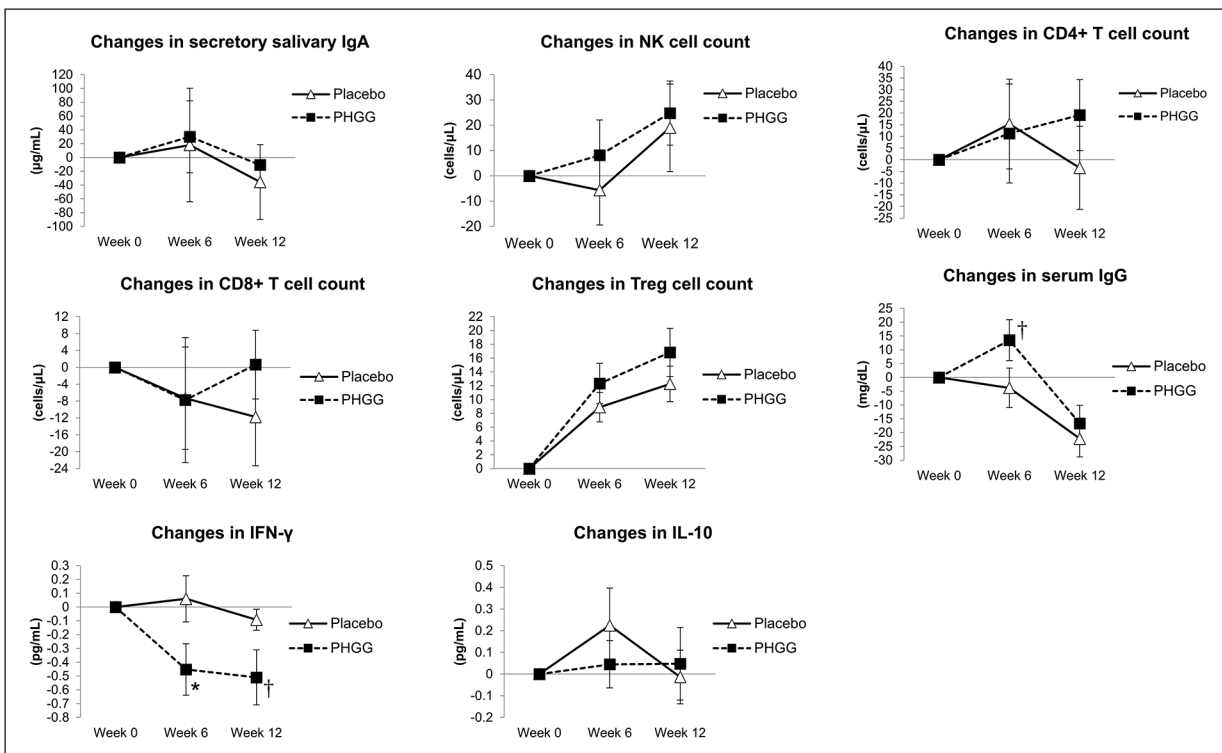 Changes in secretory salivary IgA
120
100
80
60
40
20
0
-20
-40
-60
-80
-100
(µg/mL)
Week 0 Week 6 Week 12
Placebo
PHGG
Changes in NK cell count
40
30
20
10
0
-10
-20
(cells/µL)
Week 0 Week 6 Week 12
Placebo
PHGG
Changes in CD4+ T cell count
40
35
30
25
20
15
10
5
0
-5
-10
-15
-20
-25
(cells/µL)
Week 0 Week 6 Week 12
Placebo
PHGG
Changes in CD8+ T cell count
12
8
4
0
-4
-8
-12
-16
-20
-24
(cells/µL)
Week 0 Week 6 Week 12
Placebo
PHGG
Changes in Treg cell count
22
20
18
16
14
12
10
8
6
4
2
0
(cells/µL)
Week 0 Week 6 Week 12
Placebo
PHGG
Changes in serum IgG
25
20
15
10
5
0
-5
-10
-15
-20
-25
-30
(mg/dL)
†
Week 0 Week 6 Week 12
Placebo
PHGG
Changes in IFN-γ
0.3
0.2
0.1
0
-0.1
-0.2
-0.3
-0.4
-0.5
-0.6
-0.7
-0.8
(pg/mL)
* †
Week 0 Week 6 Week 12
Placebo
PHGG
Changes in IL-10
0.5
0.4
0.3
0.2
0.1
0
-0.1
-0.2
(pg/mL)
Week 0 Week 6 Week 12
Placebo
PHGG